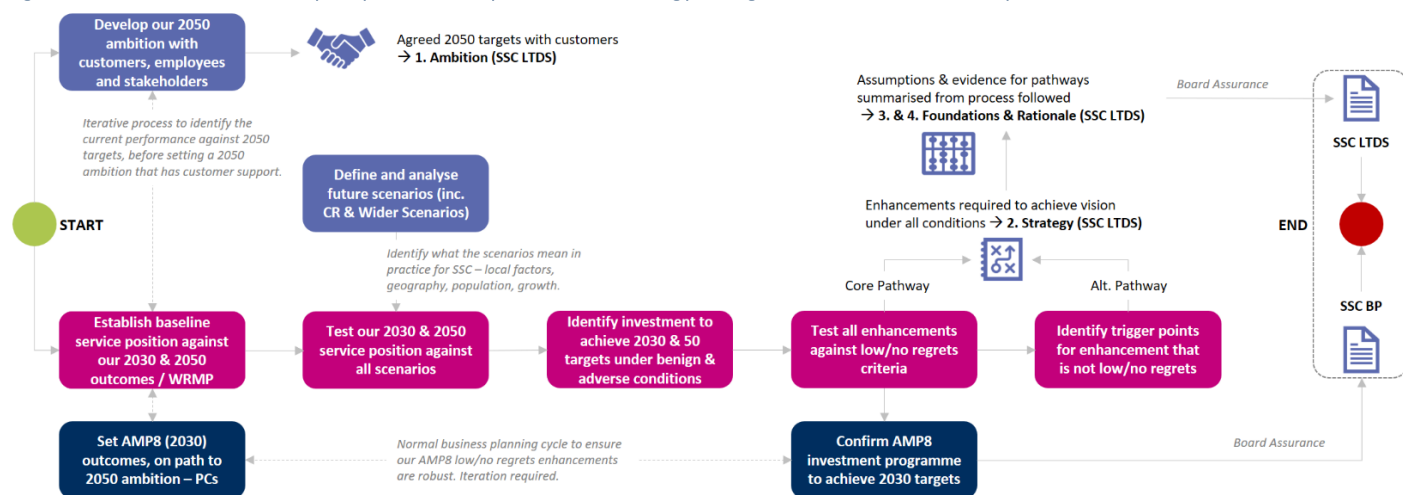 Develop our 2050
ambition with
customers, employees
and stakeholders
Agreed 2050 targets with customers
→ 1. Ambition (SSC LTDS)
Iterative process to identify the
current performance against 2050
targets, before setting a 2050
ambition that has customer support.
Define and analyse
future scenarios (inc.
CR & Wider Scenarios)
Assumptions & evidence for pathways
summarised from process followed
→ 3. & 4. Foundations & Rationale (SSC LTDS)
Board Assurance
SSC LTDS
START
Enhancements required to achieve vision
under all conditions → 2. Strategy (SSC LTDS)
END
Identify what the scenarios mean in
practice for SSC – local factors,
geography, population, growth.
Core Pathway
Alt. Pathway
SSC BP
Establish baseline
service position against
our 2030 & 2050
outcomes / WRMP
Test our 2030 & 2050
service position against
all scenarios
Identify investment to
achieve 2030 & 50
targets under benign &
adverse conditions
Test all enhancements
against low/no regrets
criteria
Identify trigger points
for enhancement that
is not low/no regrets
Set AMP8 (2030)
outcomes, on path to
2050 ambition – PCs
Normal business planning cycle to ensure
our AMP8 low/no regrets enhancements
are robust. Iteration required.
Confirm AMP8
investment programme
to achieve 2030 targets
Board Assurance